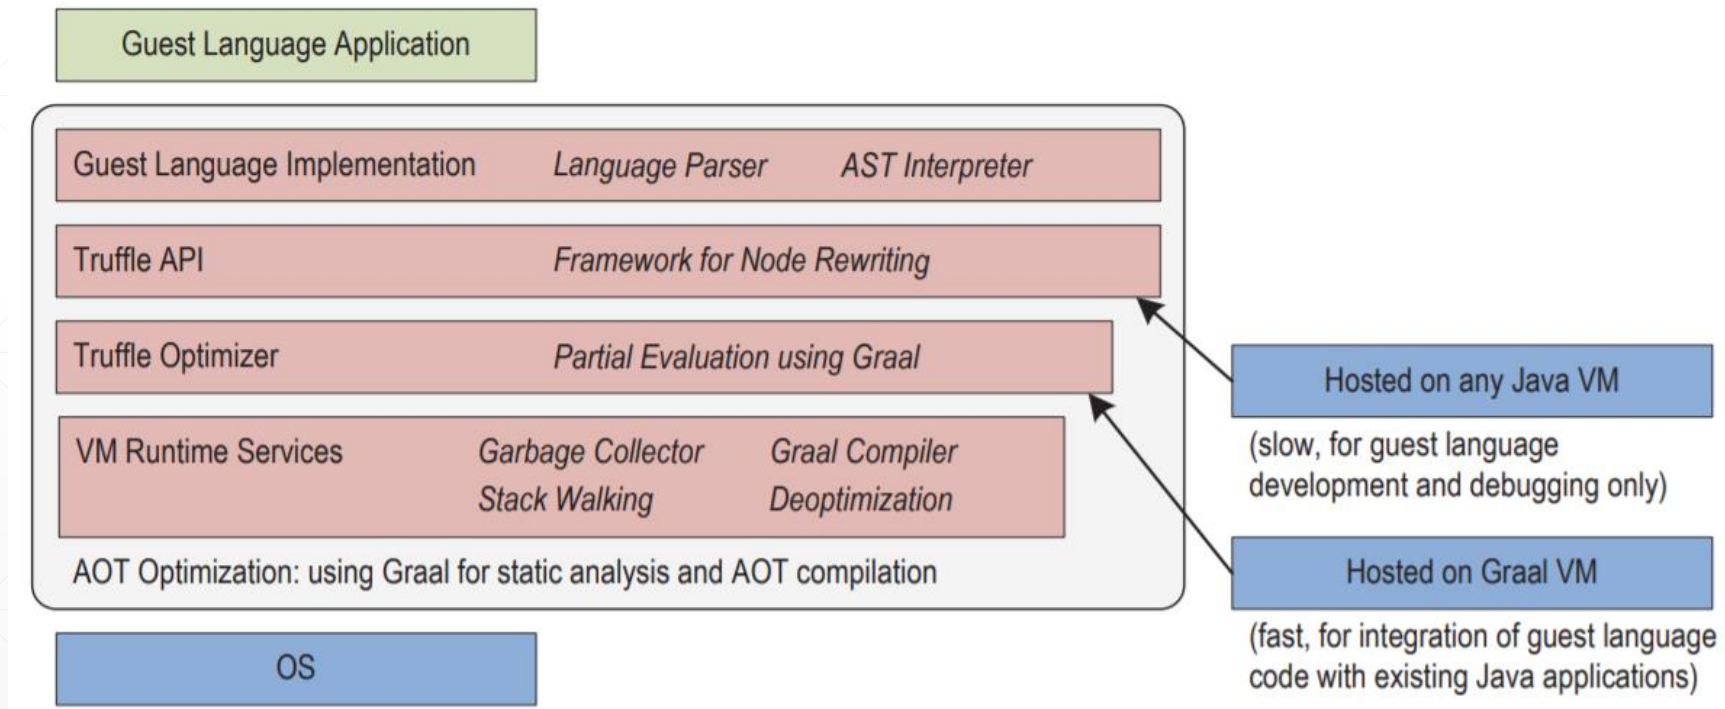 Guest Language Application
Guest Language Implementation Language Parser AST Interpreter
Truffle API Framework for Node Rewriting
Truffle Optimizer Partial Evaluation using Graal
VM Runtime Services Garbage Collector Graal Compiler
Stack Walking Deoptimization
AOT Optimization: using Graal for static analysis and AOT compilation
OS
Hosted on any Java VM
(slow, for guest language
development and debugging only)
Hosted on Graal VM
(fast, for integration of guest language
code with existing Java applications)